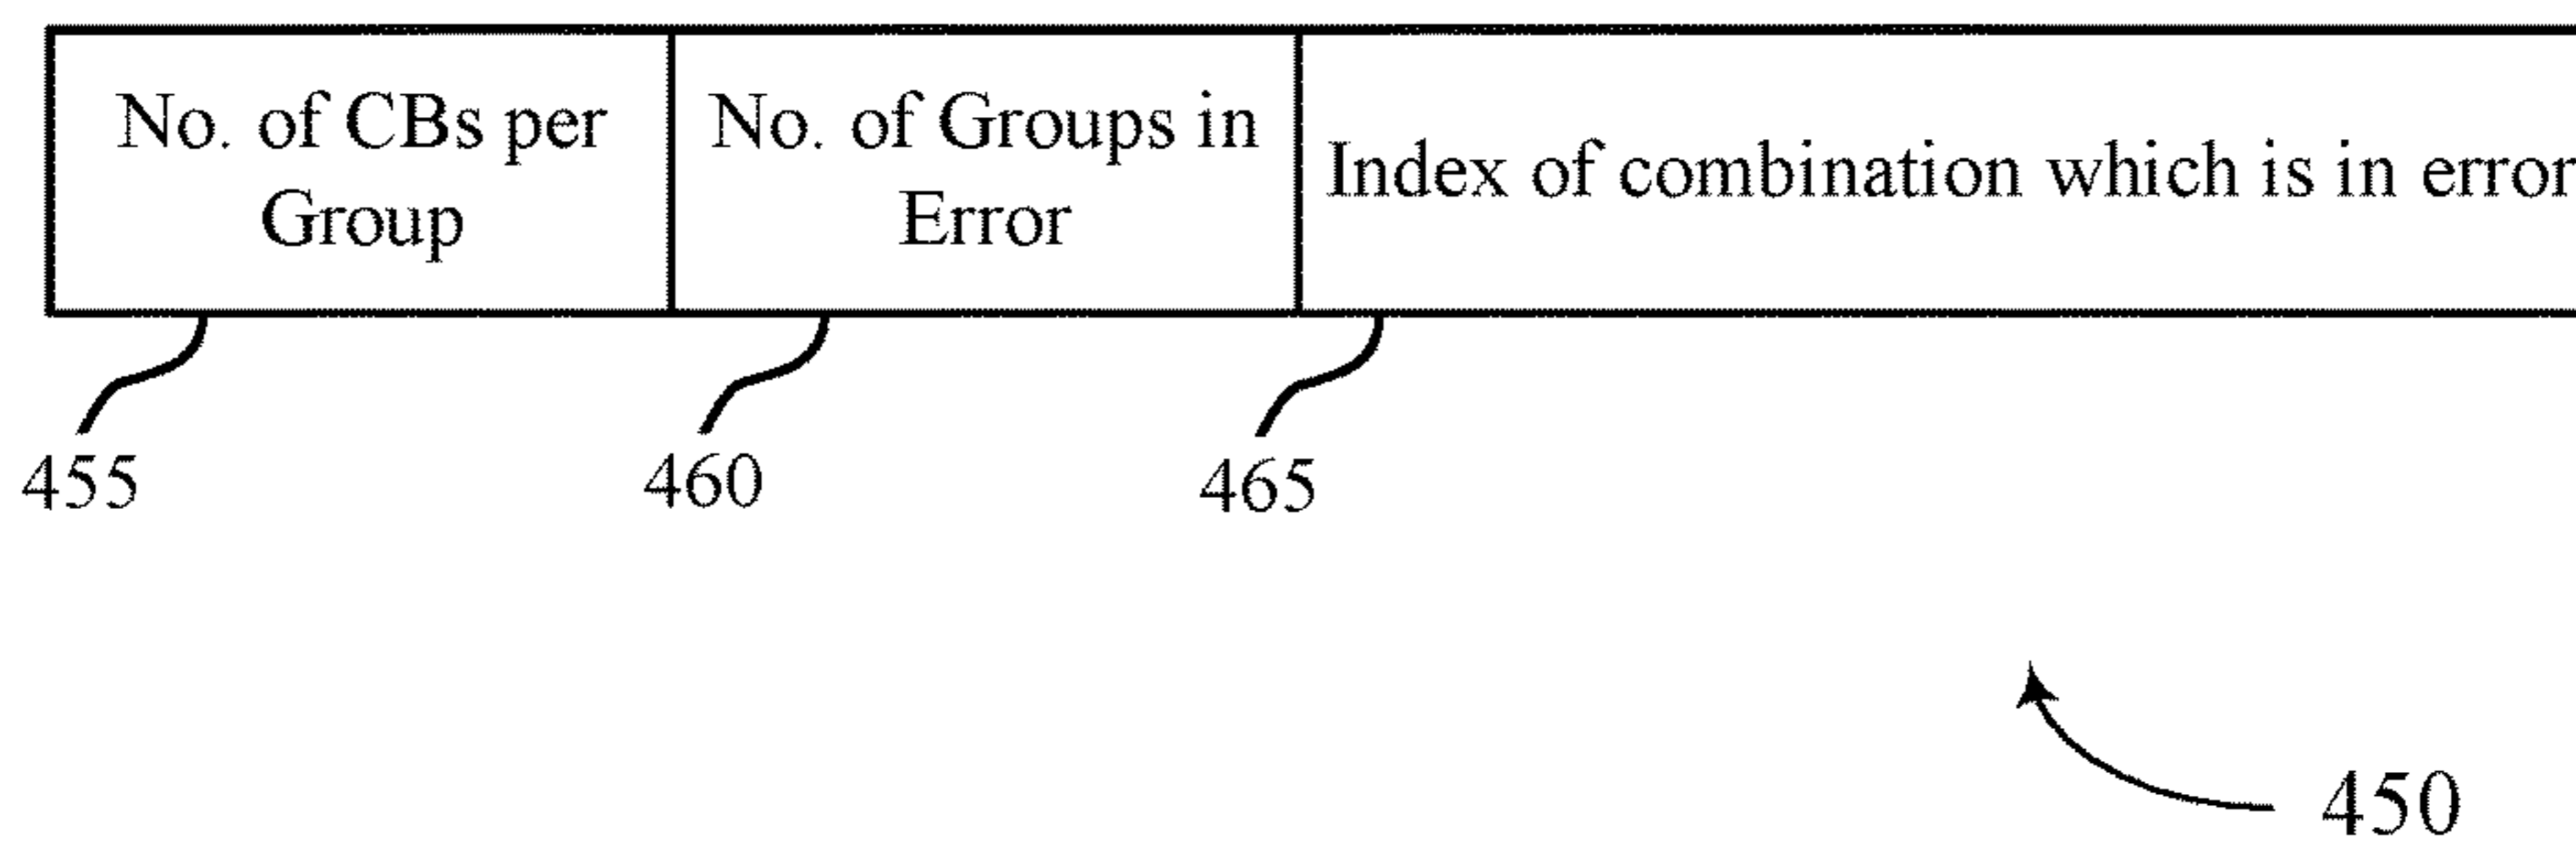 No. of CBs per
Group
No. of Groups in
Error
Index of combination which is in error
455
460
465
450